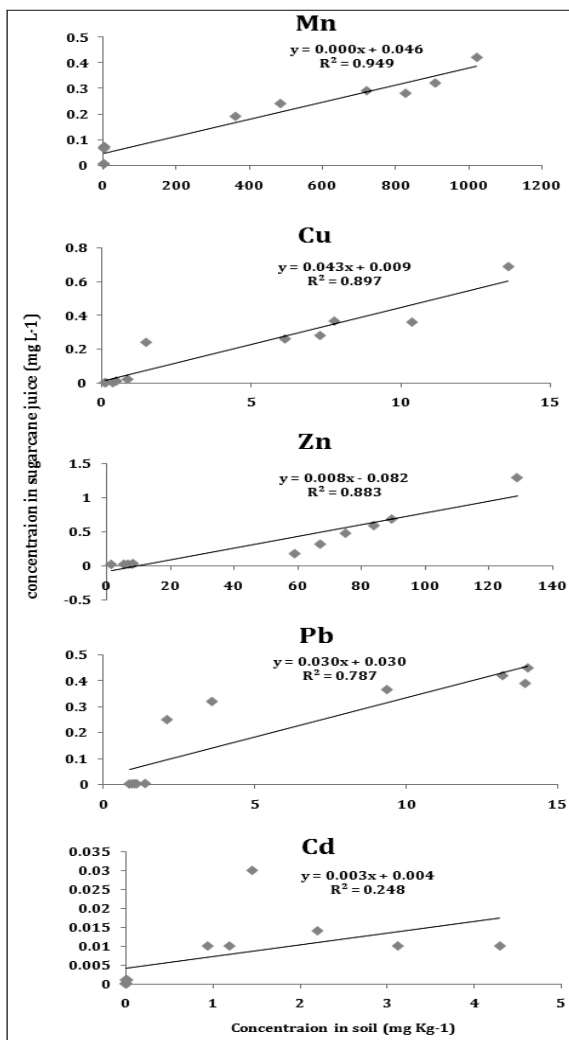 Mn
y = 0.000x + 0.046
R² = 0.949
0.5
0.4
0.3
0.2
0.1
0
0 200 400 600 800 1000 1200
Cu
y = 0.043x + 0.009
R² = 0.897
0.8
0.6
0.4
0.2
0
0 5 10 15
concentraion in sugarcane juice (mg L-1)
Zn
y = 0.008x - 0.082
R² = 0.883
1.5
1
0.5
0
-0.5
0 20 40 60 80 100 120 140
Pb
y = 0.030x + 0.030
R² = 0.787
0.5
0.4
0.3
0.2
0.1
0
0 5 10 15
Cd
y = 0.003x + 0.004
R² = 0.248
0.035
0.03
0.025
0.02
0.015
0.01
0.005
0
0 1 2 3 4 5
Concentraion in soil (mg Kg-1)